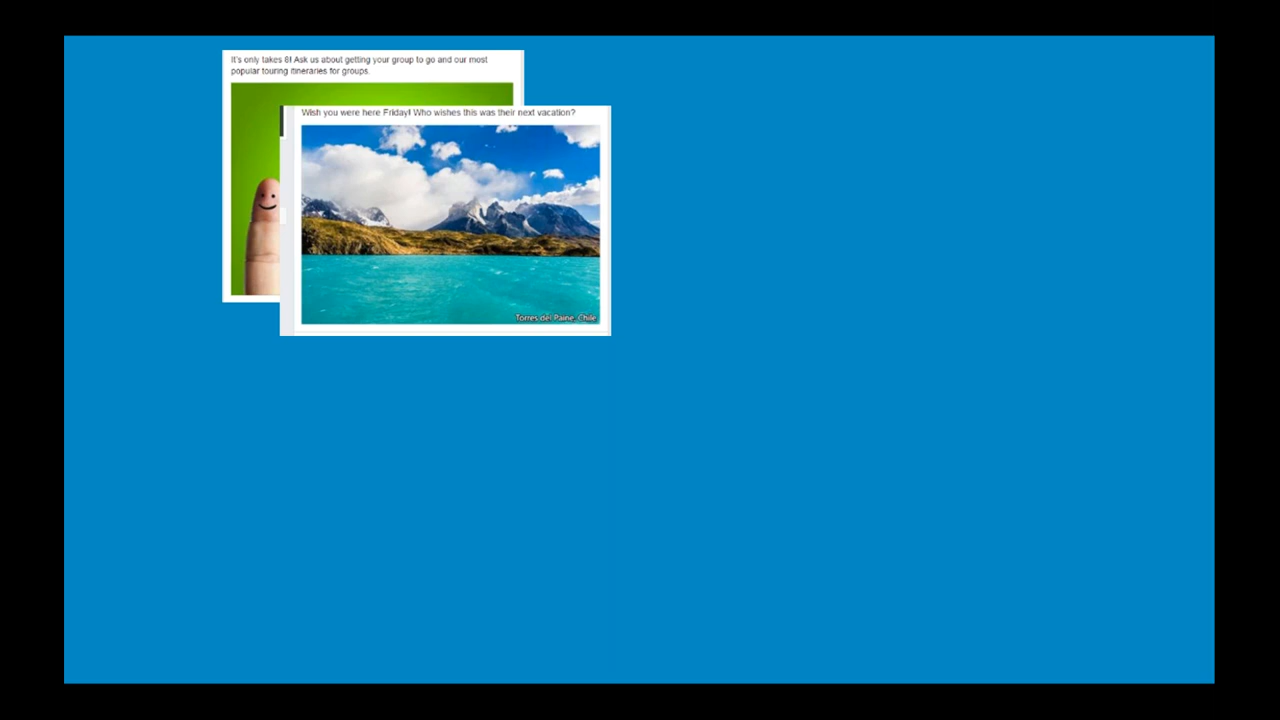 It's only takes 8! Ask us about getting your group to go and our most
popular touring itineraries for groups.
Wish you were here Friday! Who wishes this was their next vacation?
Torres del Paine, Chile